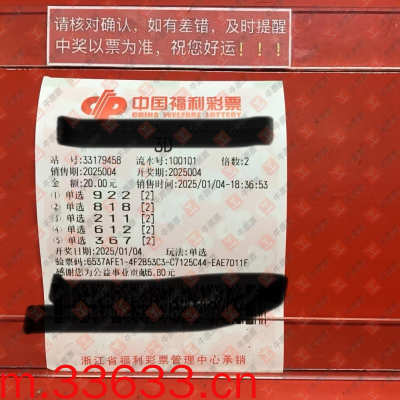 请核对确认,如有差错,及时提醒
中奖以票为准,祝您好运!!!
中国福利彩票
CHINA WELFARE LOTTERY
3D
站 号:33179458 流水号:100101 倍数:2
销售期:2025004 开奖期:2025004
金 额:20.00元 销售时间:2025/01/04-18:36:53
(1) 单选 9 2 2 [2]
(2) 单选 8 1 8 [2]
(3) 单选 2 1 1 [2]
(4) 单选 6 1 2 [2]
(5) 单选 3 6 7 [2]
开奖日期:2025/01/04 玩法:单选
验票码:6537AFE1-4F2B53C3-C7125C44-EAE7D11F
感谢您为公益事业贡献6.80元
浙江省福利彩票管理中心承销
m.33633.cn